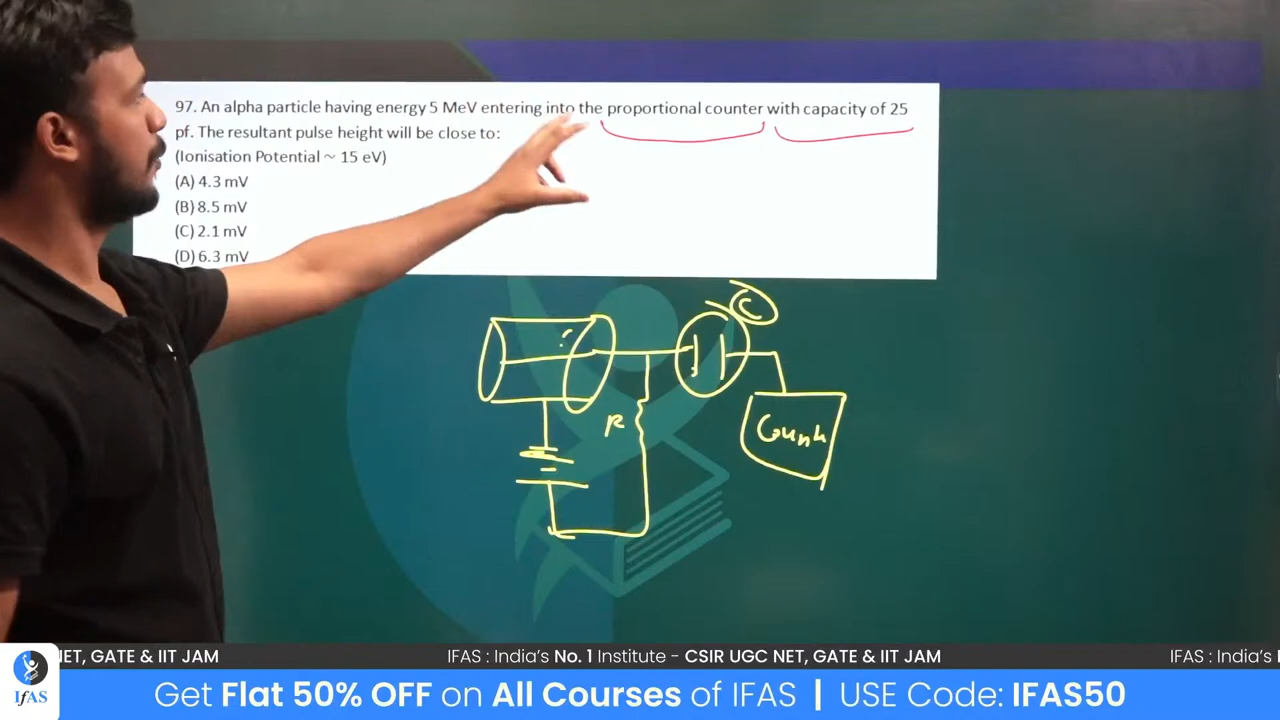 97. An alpha particle having energy 5 MeV entering into the proportional counter with capacity of 25
pf. The resultant pulse height will be close to:
(Ionisation Potential ~ 15 eV)
(A) 4.3 mV
(B) 8.5 mV
(C) 2.1 mV
(D) 6.3 mV
C
R
IFAS
NET, GATE & IIT JAM
IFAS : India's No. 1 Institute - CSIR UGC NET, GATE & IIT JAM
IFAS : India's
Get Flat 50% OFF on All Courses of IFAS | USE Code: IFAS50